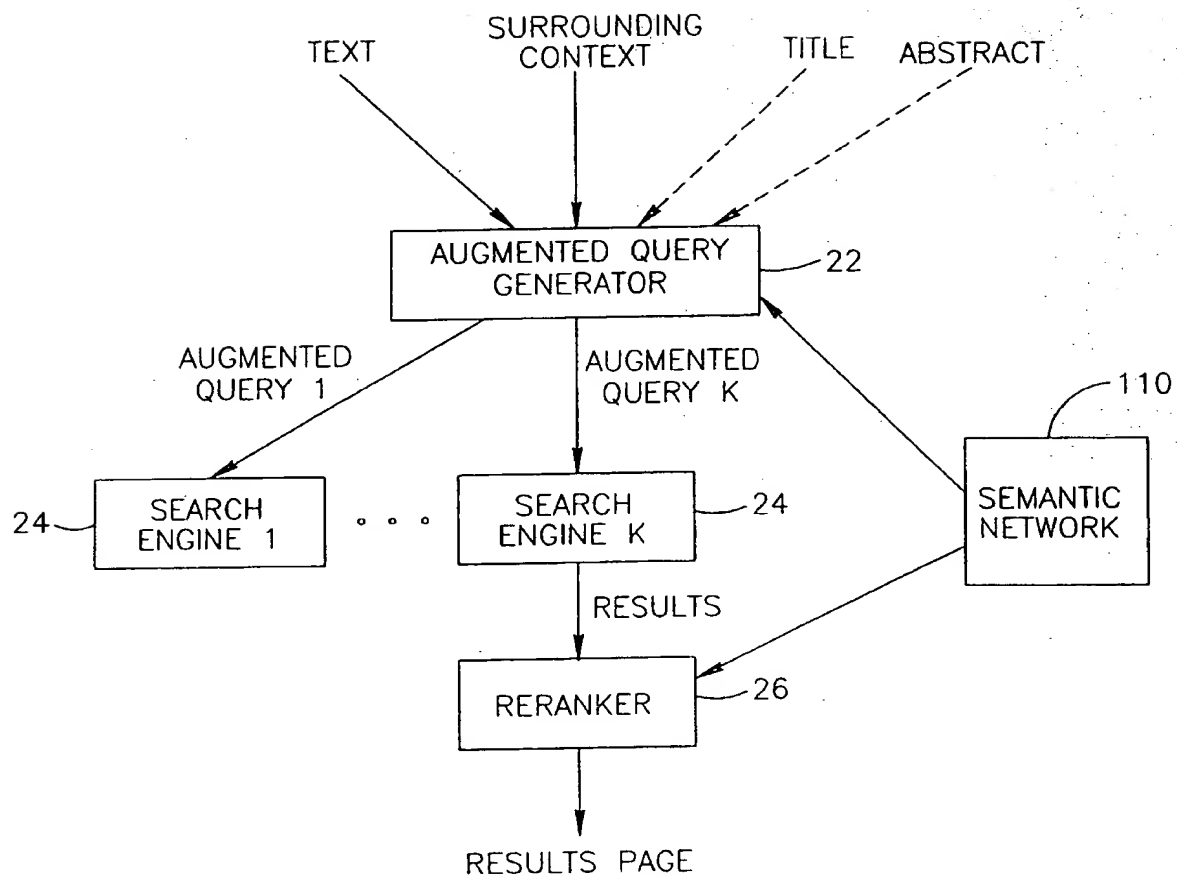 TEXT
SURROUNDING
CONTEXT
TITLE
ABSTRACT
AUGMENTED QUERY
GENERATOR
22
AUGMENTED
QUERY 1
AUGMENTED
QUERY K
110
24
SEARCH
ENGINE 1
SEARCH
ENGINE K
24
SEMANTIC
NETWORK
RESULTS
RERANKER
26
RESULTS PAGE